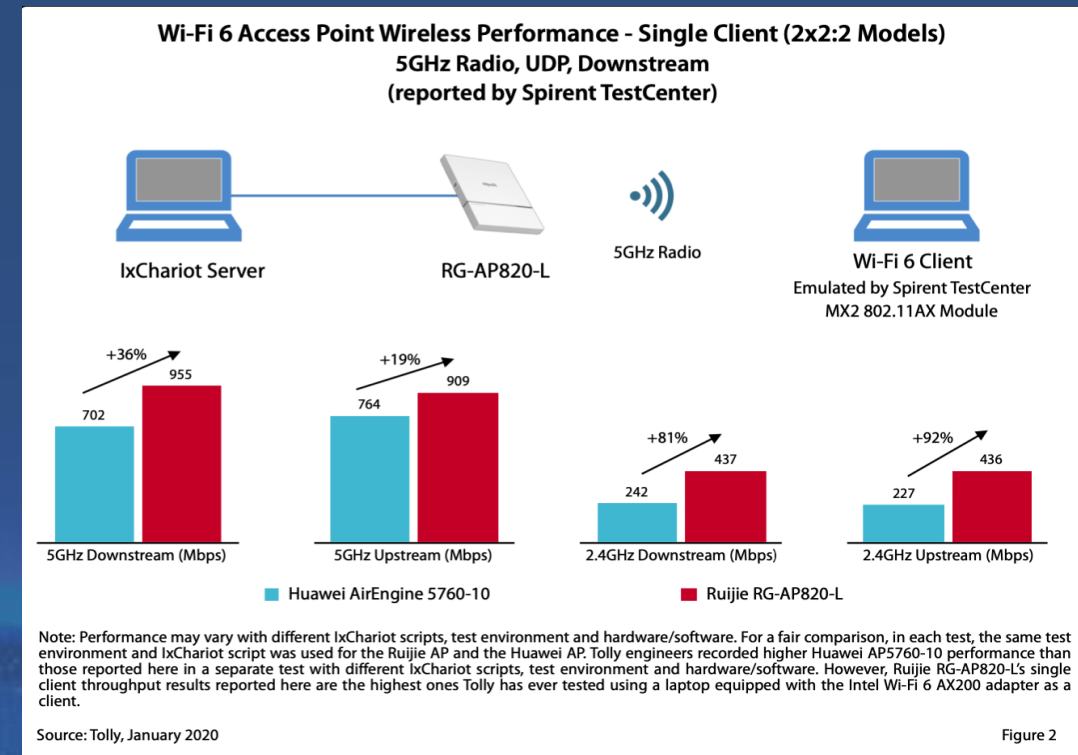 Wi-Fi 6 Access Point Wireless Performance - Single Client (2x2:2 Models)
5GHz Radio, UDP, Downstream
(reported by Spirent TestCenter)
IxChariot Server
RG-AP820-L
5GHz Radio
Wi-Fi 6 Client
Emulated by Spirent TestCenter
MX2 802.11AX Module
+36%
702
955
5GHz Downstream (Mbps)
+19%
764
909
5GHz Upstream (Mbps)
+81%
242
437
2.4GHz Downstream (Mbps)
+92%
227
436
2.4GHz Upstream (Mbps)
Huawei AirEngine 5760-10
Ruijie RG-AP820-L
Note: Performance may vary with different IxChariot scripts, test environment and hardware/software. For a fair comparison, in each test, the same test
environment and IxChariot script was used for the Ruijie AP and the Huawei AP. Tolly engineers recorded higher Huawei AP5760-10 performance than
those reported here in a separate test with different IxChariot scripts, test environment and hardware/software. However, Ruijie RG-AP820-L's single
client throughput results reported here are the highest ones Tolly has ever tested using a laptop equipped with the Intel Wi-Fi 6 AX200 adapter as a
client.
Source: Tolly, January 2020
Figure 2